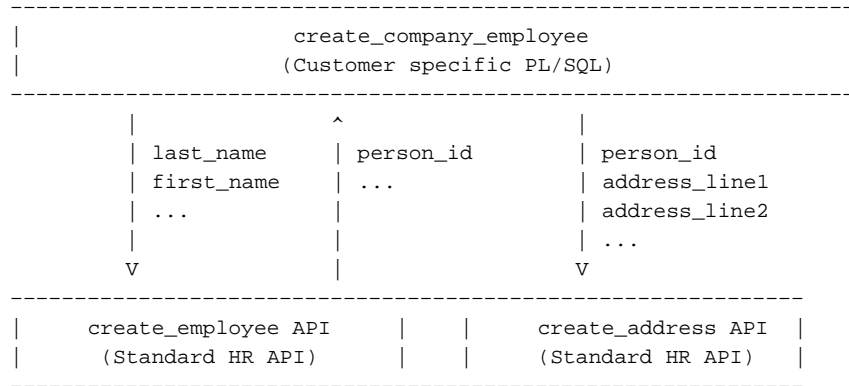 create_company_employee
(Customer specific PL/SQL)
last_name person_id person_id
first_name ... address_line1
... address_line2
...
V V
create_employee API create_address API
(Standard HR API) (Standard HR API)